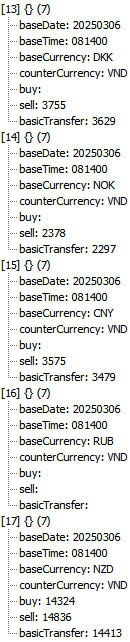 [13] {} (7)
baseDate: 20250306
baseTime: 081400
baseCurrency: DKK
counterCurrency: VND
buy:
sell: 3755
basicTransfer: 3629
[14] {} (7)
baseDate: 20250306
baseTime: 081400
baseCurrency: NOK
counterCurrency: VND
buy:
sell: 2378
basicTransfer: 2297
[15] {} (7)
baseDate: 20250306
baseTime: 081400
baseCurrency: CNY
counterCurrency: VND
buy:
sell: 3575
basicTransfer: 3479
[16] {} (7)
baseDate: 20250306
baseTime: 081400
baseCurrency: RUB
counterCurrency: VND
buy:
sell:
basicTransfer:
[17] {} (7)
baseDate: 20250306
baseTime: 081400
baseCurrency: NZD
counterCurrency: VND
buy: 14324
sell: 14836
basicTransfer: 14413